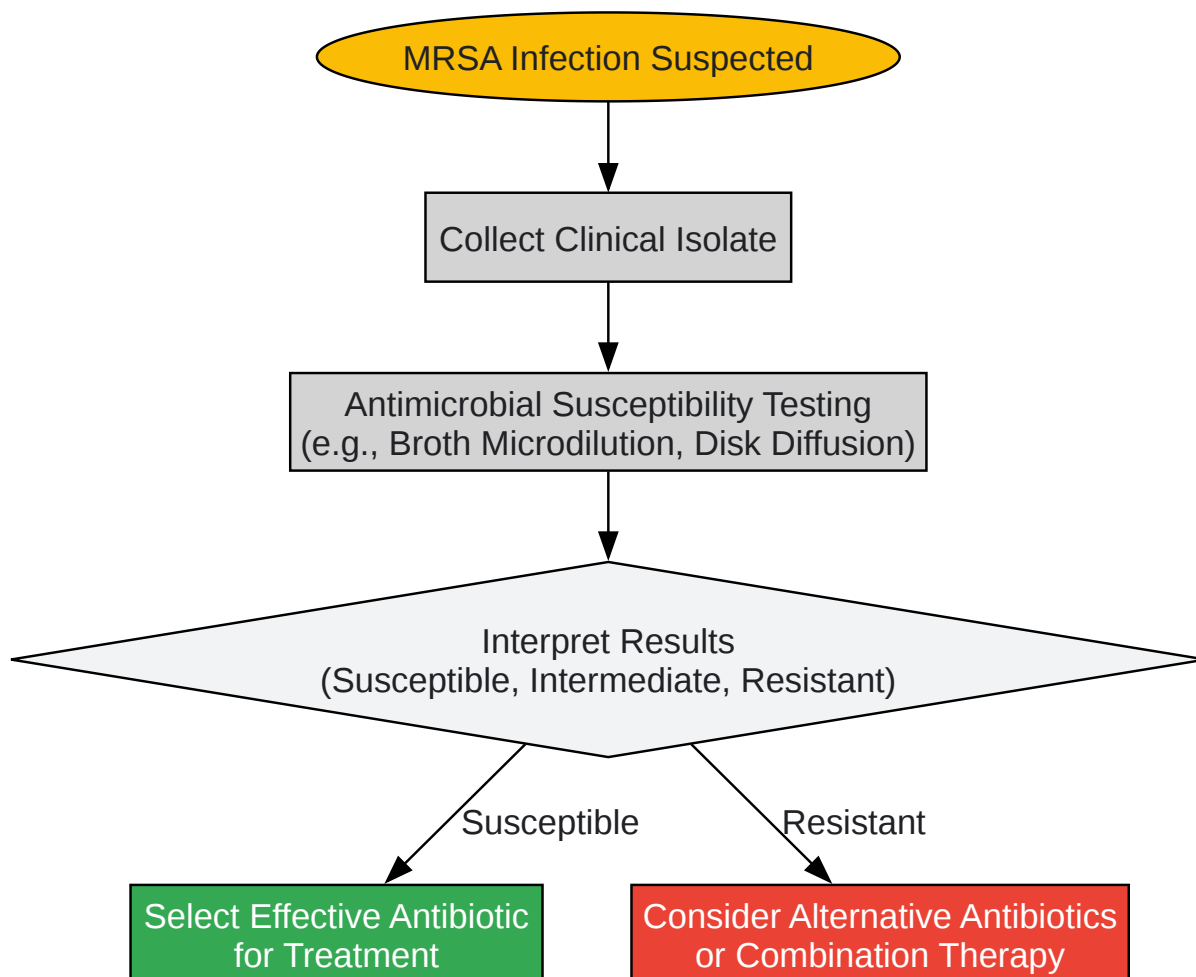 MRSA Infection Suspected
Collect Clinical Isolate
Antimicrobial Susceptibility Testing
(e.g., Broth Microdilution, Disk Diffusion)
Interpret Results
(Susceptible, Intermediate, Resistant)
Susceptible
Resistant
Select Effective Antibiotic
for Treatment
Consider Alternative Antibiotics
or Combination Therapy